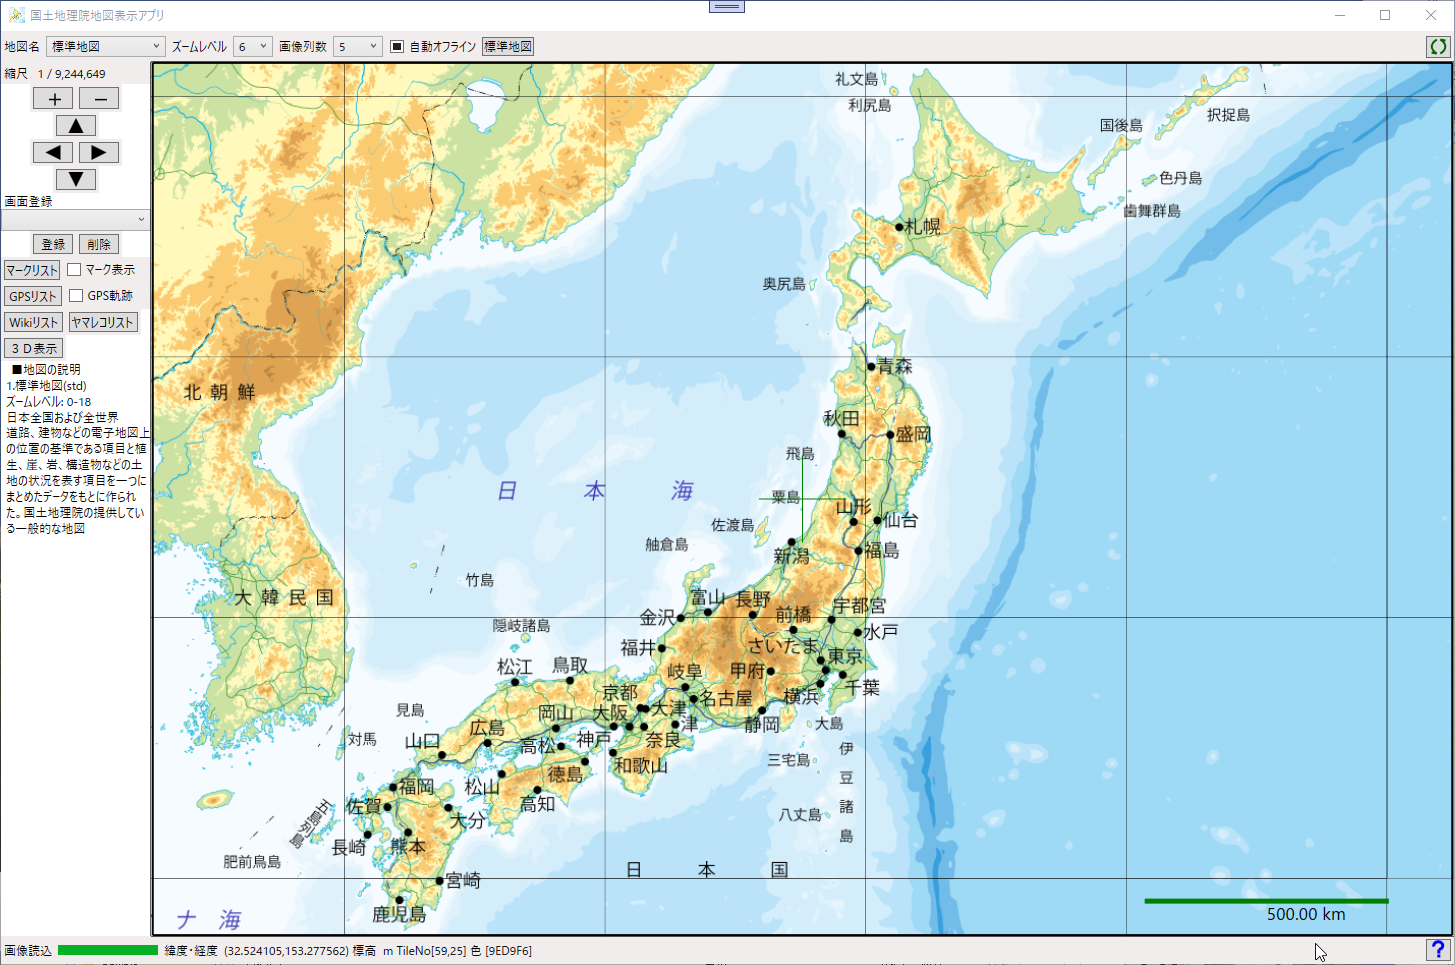 国土地理院地図表示アプリ
地図名 標準地図 ズームレベル 6 画像列数 5 自動オフライン 標準地図
縮尺 1 / 9,244,649
+ −
▲
◀ ▶
▼
画面登録
登録 削除
マークリスト マーク表示
GPSリスト GPS軌跡
Wikiリスト ヤマレコリスト
３Ｄ表示
■地図の説明
1.標準地図(std)
ズームレベル: 0-18
日本全国および全世界
道路、建物などの電子地図上
の位置の基準である項目と植
生、崖、岩、構造物などの土
地の状況を表す項目を一つに
まとめたデータをもとに作られ
た。国土地理院の提供してい
る一般的な地図
礼文島
利尻島
択捉島
国後島
色丹島
歯舞群島
札幌
奥尻島
青森
北朝鮮
秋田
盛岡
飛島
日本海
粟島
山形
仙台
佐渡島
舳倉島
新潟
福島
竹島
大韓民国
富山
長野
前橋
宇都宮
金沢
水戸
隠岐諸島
福井
さいたま
東京
松江
鳥取
岐阜
甲府
千葉
京都
名古屋
横浜
見島
岡山
大阪
大津
津
静岡
大島
広島
対馬
山口
高松
神戸
奈良
伊豆諸島
三宅島
和歌山
徳島
福岡
松山
佐賀
高知
五島列島
大分
八丈島
長崎
熊本
肥前鳥島
日本国
宮崎
鹿児島
ナ海
500.00 km
画像読込 緯度・経度 (32.524105,153.277562) 標高 m TileNo[59,25] 色 [9ED9F6]
?